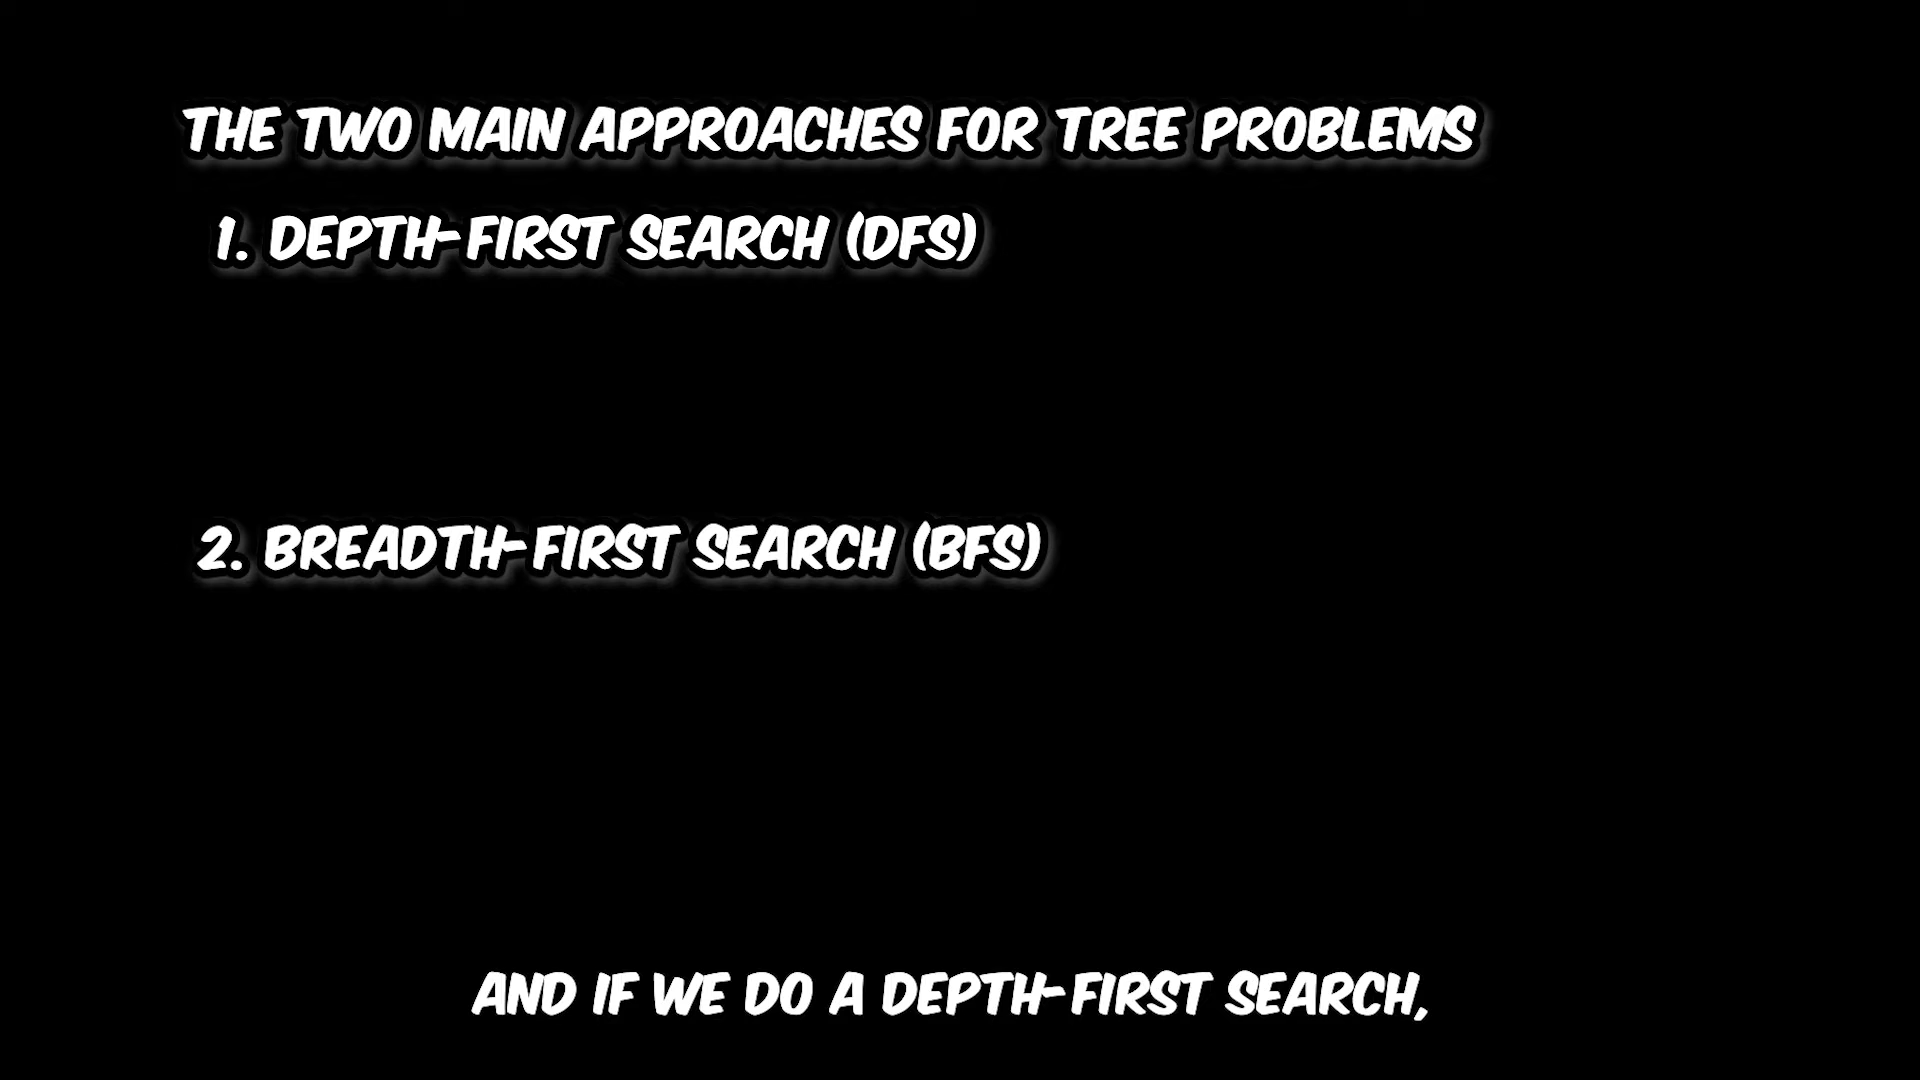 THE TWO MAIN APPROACHES FOR TREE PROBLEMS
1. DEPTH-FIRST SEARCH (DFS)
2. BREADTH-FIRST SEARCH (BFS)
AND IF WE DO A DEPTH-FIRST SEARCH,